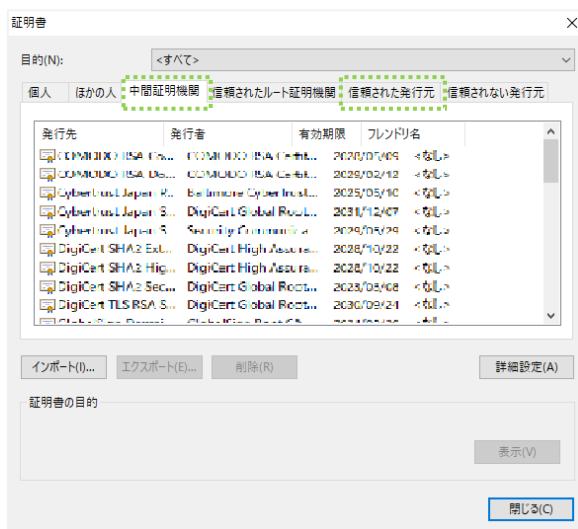 証明書
目的(N): <すべて>
個人 ほかの人 中間証明機関 信頼されたルート証明機関 信頼された発行元 信頼されない発行元
発行先 発行者 有効期限 フレンドリ名
COMODO RSA Ce... COMODO RSA Certifi... <なし>
COMODO RSA Do... COMODO RSA Certifi... 2029/02/12 <なし>
Cybertrust Japan P... Baltimore CyberTrust... 2025/05/10 <なし>
Cybertrust Japan S... DigiCert Global Root... 2031/12/07 <なし>
Cybertrust Japan S... Security Communica... 2029/05/29 <なし>
DigiCert SHA2 Ext... DigiCert High Assura... 2028/10/22 <なし>
DigiCert SHA2 Hig... DigiCert High Assura... 2028/10/22 <なし>
DigiCert SHA2 Sec... DigiCert Global Root... 2023/03/08 <なし>
DigiCert TLS RSA S... DigiCert Global Root... 2030/09/24 <なし>
インポート(I)... エクスポート(E)... 削除(R) 詳細設定(A)
証明書の目的
表示(V)
閉じる(C)